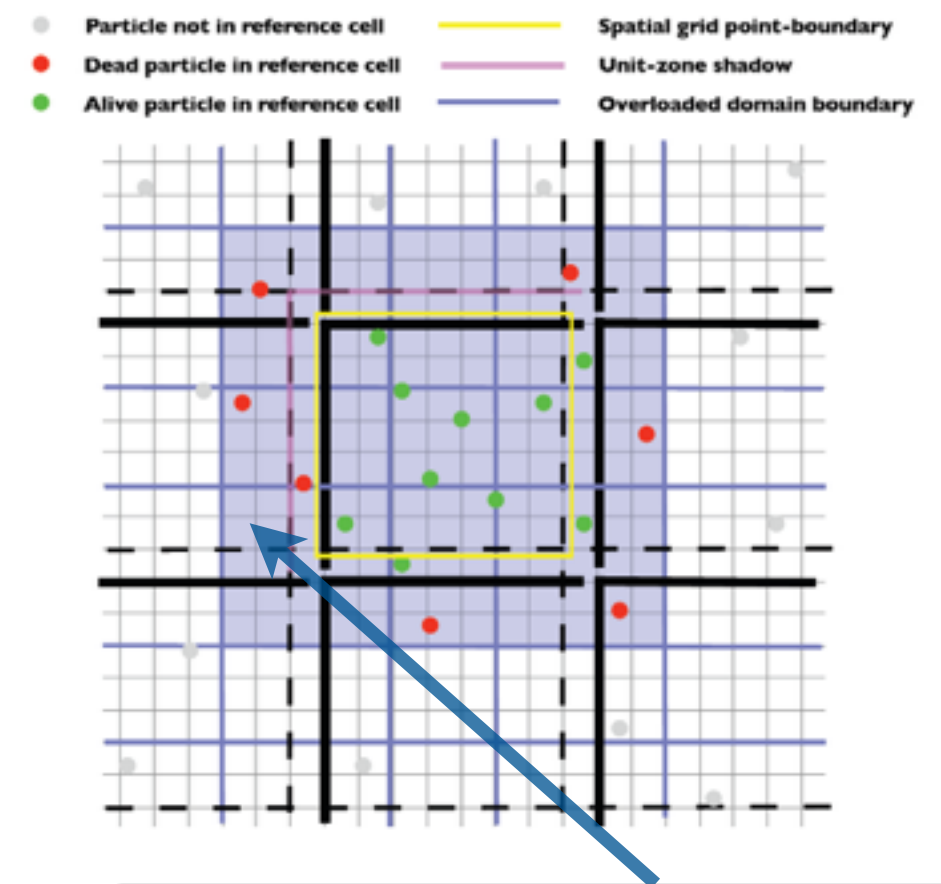 Particle not in reference cell
Spatial grid point-boundary
Dead particle in reference cell
Unit-zone shadow
Alive particle in reference cell
Overloaded domain boundary